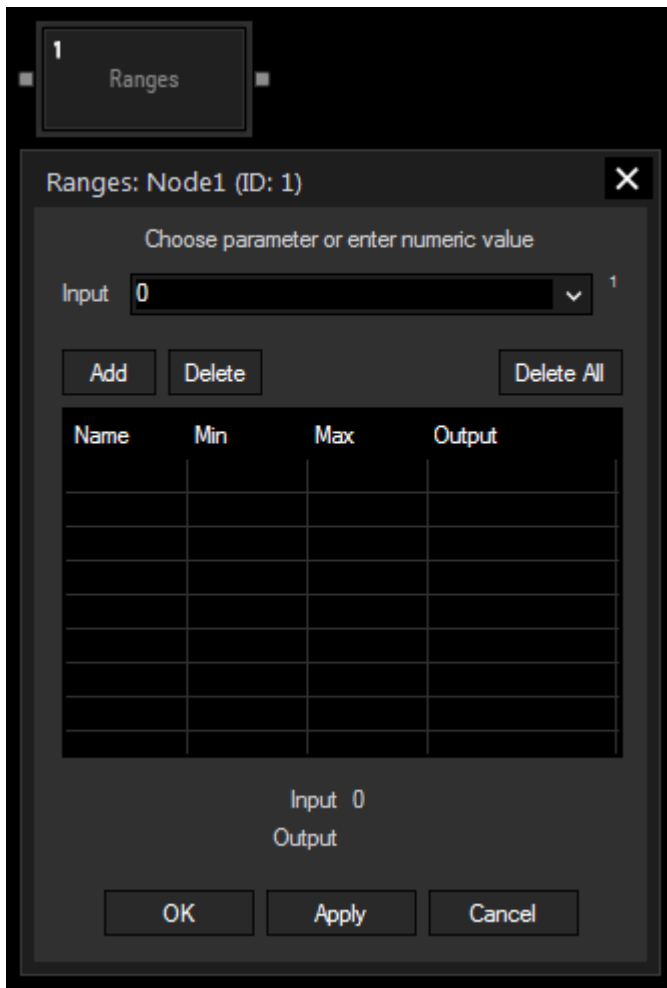 1
Ranges
Ranges: Node1 (ID: 1)
Choose parameter or enter numeric value
Input 0 1
Add Delete Delete All
Name Min Max Output
Input 0
Output
OK Apply Cancel